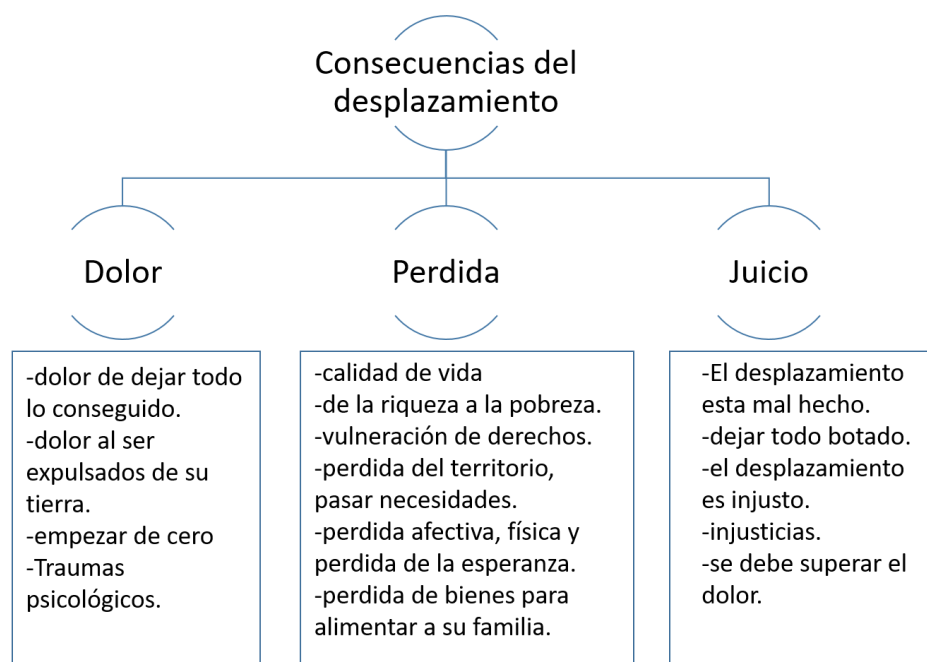 Consecuencias del
desplazamiento
Dolor
-dolor de dejar todo
lo conseguido.
-dolor al ser
expulsados de su
tierra.
-empezar de cero
-Traumas
psicológicos.
Perdida
-calidad de vida
-de la riqueza a la pobreza.
-vulneración de derechos.
-perdida del territorio,
pasar necesidades.
-perdida afectiva, física y
perdida de la esperanza.
-perdida de bienes para
alimentar a su familia.
Juicio
-El desplazamiento
esta mal hecho.
-dejar todo botado.
-el desplazamiento
es injusto.
-injusticias.
-se debe superar el
dolor.